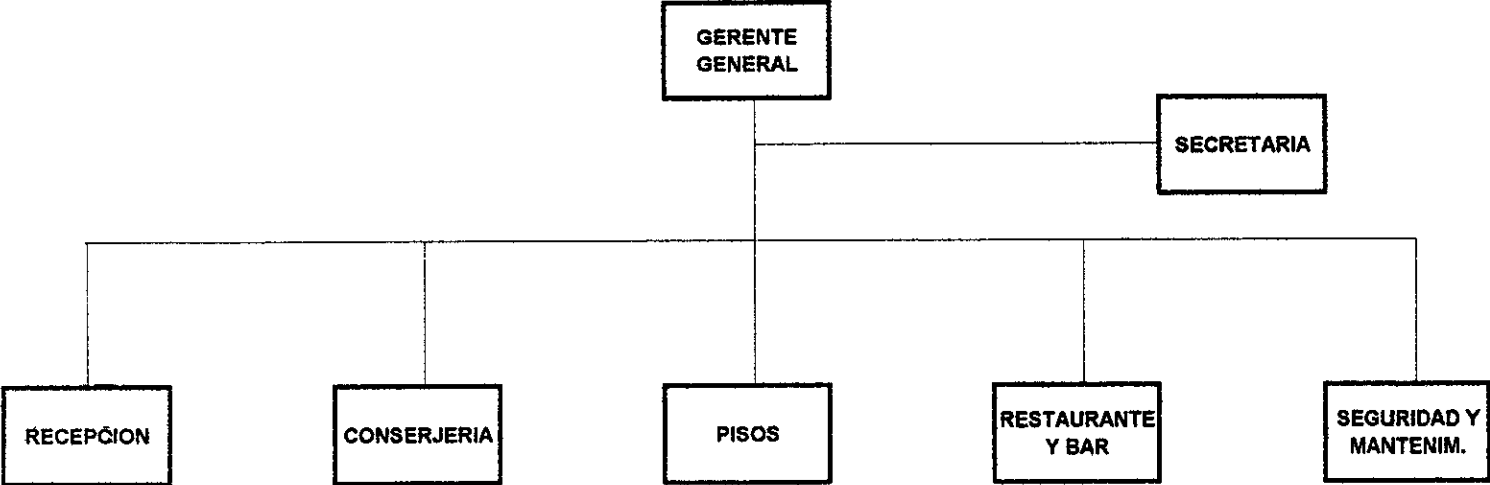 GERENTE
GENERAL
SECRETARIA
RECEPCION
CONSERJERIA
PISOS
RESTAURANTE
Y BAR
SEGURIDAD Y
MANTENIM.